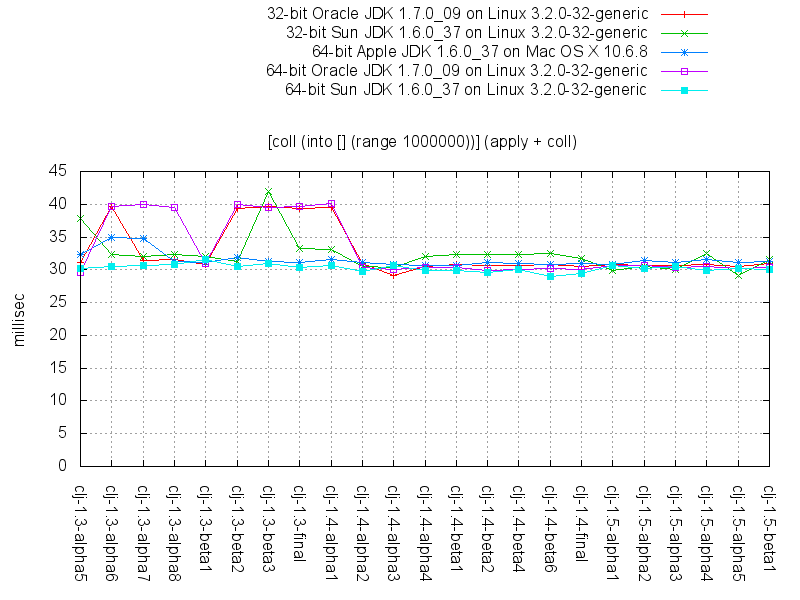 32-bit Oracle JDK 1.7.0_09 on Linux 3.2.0-32-generic
32-bit Sun JDK 1.6.0_37 on Linux 3.2.0-32-generic
64-bit Apple JDK 1.6.0_37 on Mac OS X 10.6.8
64-bit Oracle JDK 1.7.0_09 on Linux 3.2.0-32-generic
64-bit Sun JDK 1.6.0_37 on Linux 3.2.0-32-generic
[coll (into [] (range 1000000))] (apply + coll)
45
40
35
30
25
20
15
10
5
0
millisec
clj-1.3-alpha5
clj-1.3-alpha6
clj-1.3-alpha7
clj-1.3-alpha8
clj-1.3-beta1
clj-1.3-beta2
clj-1.3-beta3
clj-1.3-final
clj-1.4-alpha1
clj-1.4-alpha2
clj-1.4-alpha3
clj-1.4-alpha4
clj-1.4-beta1
clj-1.4-beta2
clj-1.4-beta4
clj-1.4-beta6
clj-1.4-final
clj-1.5-alpha1
clj-1.5-alpha2
clj-1.5-alpha3
clj-1.5-alpha4
clj-1.5-alpha5
clj-1.5-beta1